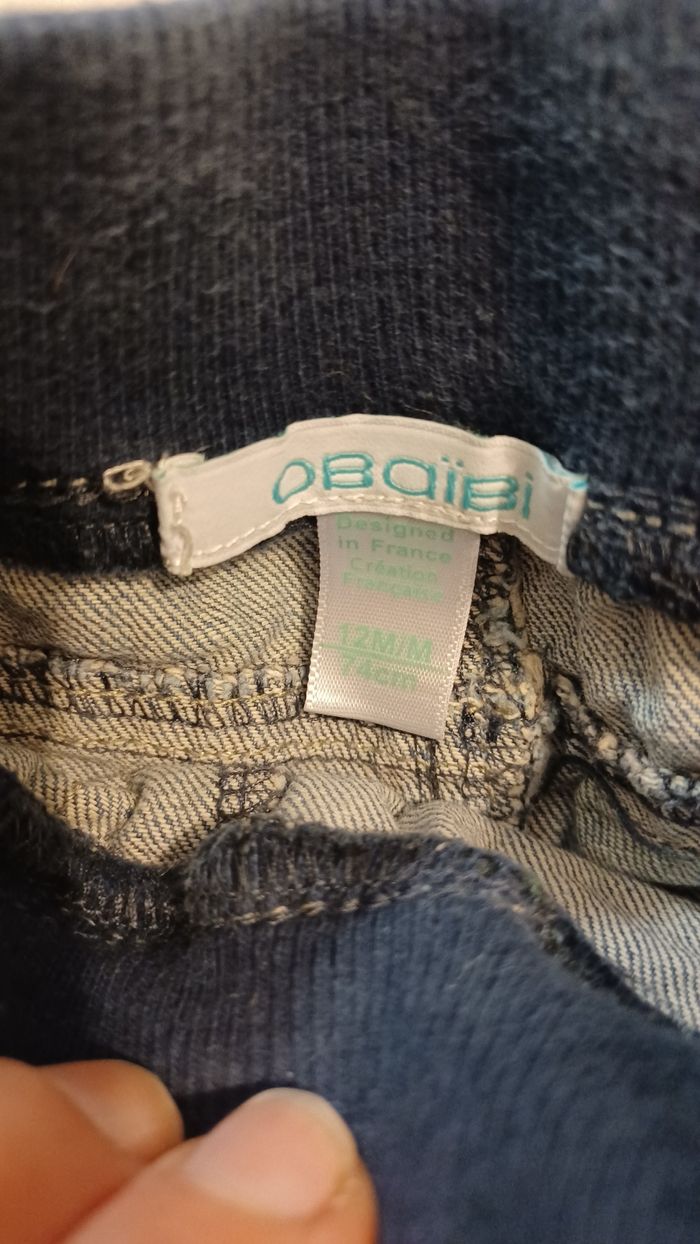 OBaïBi
Designed
in France
Création
Française
12M/M
74cm